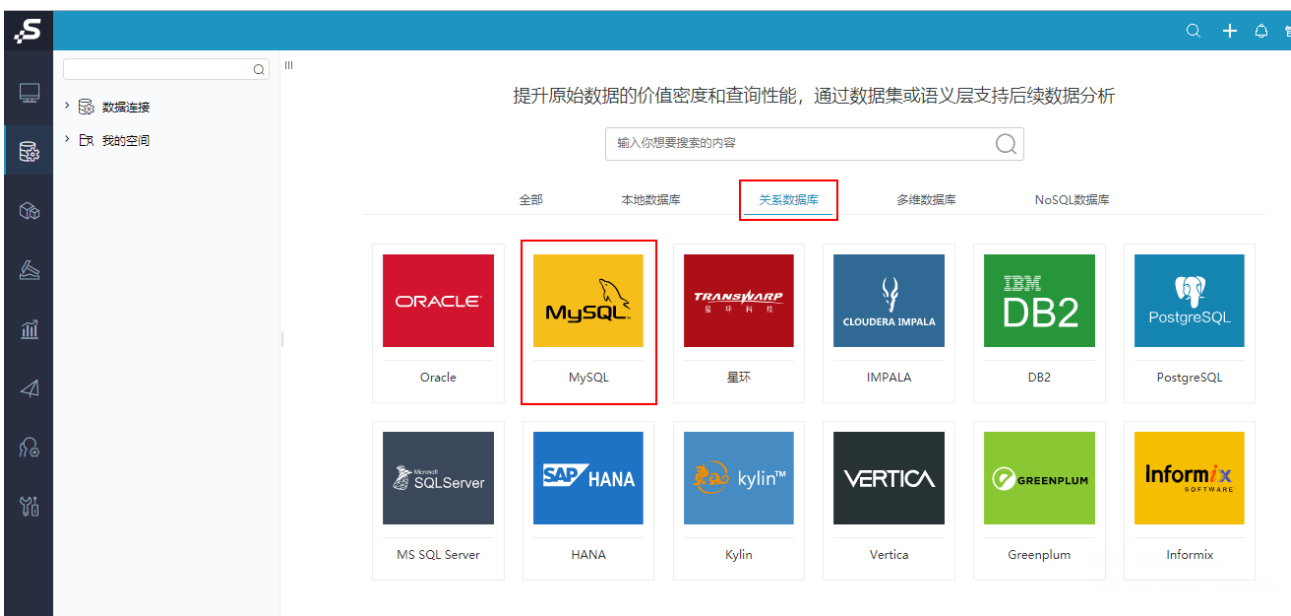 数据连接
我的空间
提升原始数据的价值密度和查询性能，通过数据集或语义层支持后续数据分析
输入你想要搜索的内容
全部 本地数据库 关系数据库 多维数据库 NoSQL数据库
ORACLE MySQL TRANSWARP CLOUDERA IMPALA IBM DB2 PostgreSQL
星环科技
Oracle MySQL 星环 IMPALA DB2 PostgreSQL
Microsoft SQLServer SAP HANA kylin™ VERTICA GREENPLUM Informix SOFTWARE
MS SQL Server HANA Kylin Vertica Greenplum Informix